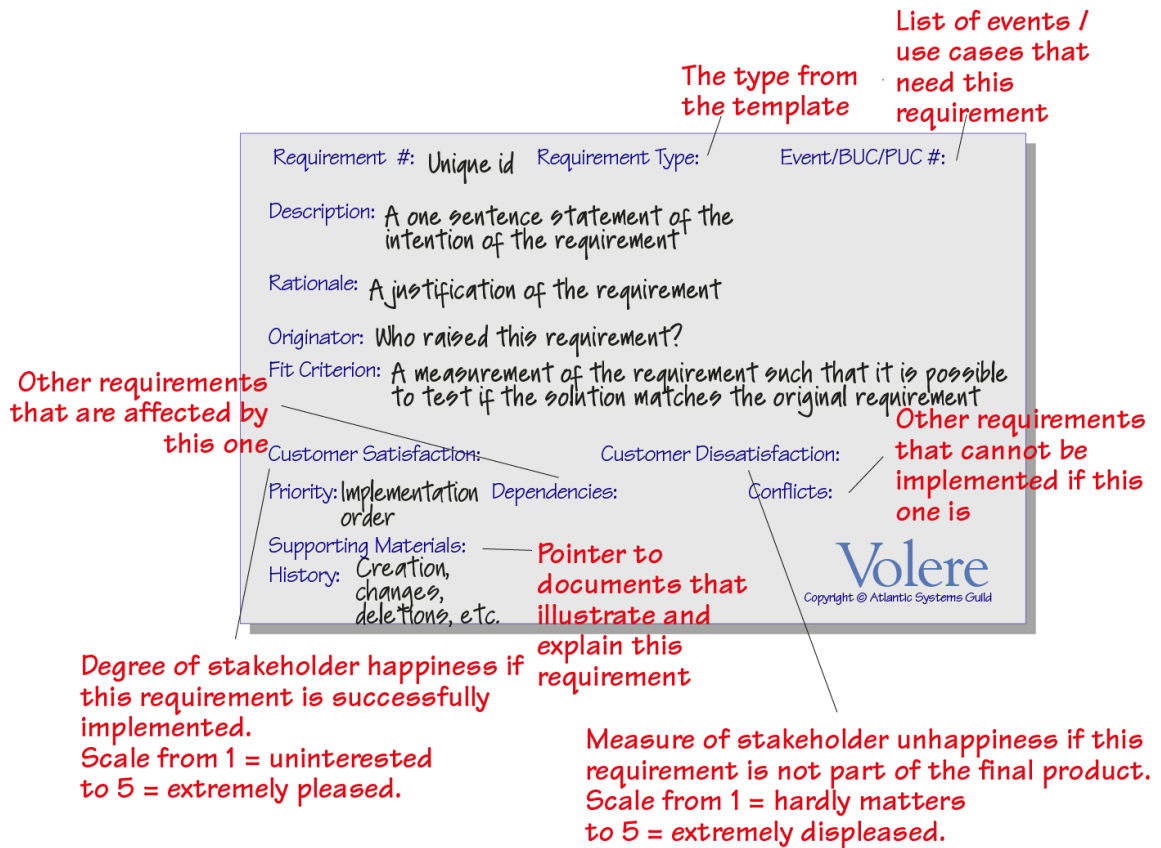 List of events /
use cases that
need this
requirement
The type from
the template
Requirement #: Unique id Requirement Type: Event/BUC/PUC #:
Description: A one sentence statement of the
intention of the requirement
Rationale: A justification of the requirement
Originator: Who raised this requirement?
Fit Criterion: A measurement of the requirement such that it is possible
to test if the solution matches the original requirement
Other requirements
that are affected by
this one
Other requirements
that cannot be
implemented if this
one is
Customer Satisfaction: Customer Dissatisfaction:
Priority: Implementation Dependencies: Conflicts:
order
Supporting Materials:
History: Creation,
changes,
deletions, etc.
Pointer to
documents that
illustrate and
explain this
requirement
Volere
Copyright © Atlantic Systems Guild
Degree of stakeholder happiness if
this requirement is successfully
implemented.
Scale from 1 = uninterested
to 5 = extremely pleased.
Measure of stakeholder unhappiness if this
requirement is not part of the final product.
Scale from 1 = hardly matters
to 5 = extremely displeased.